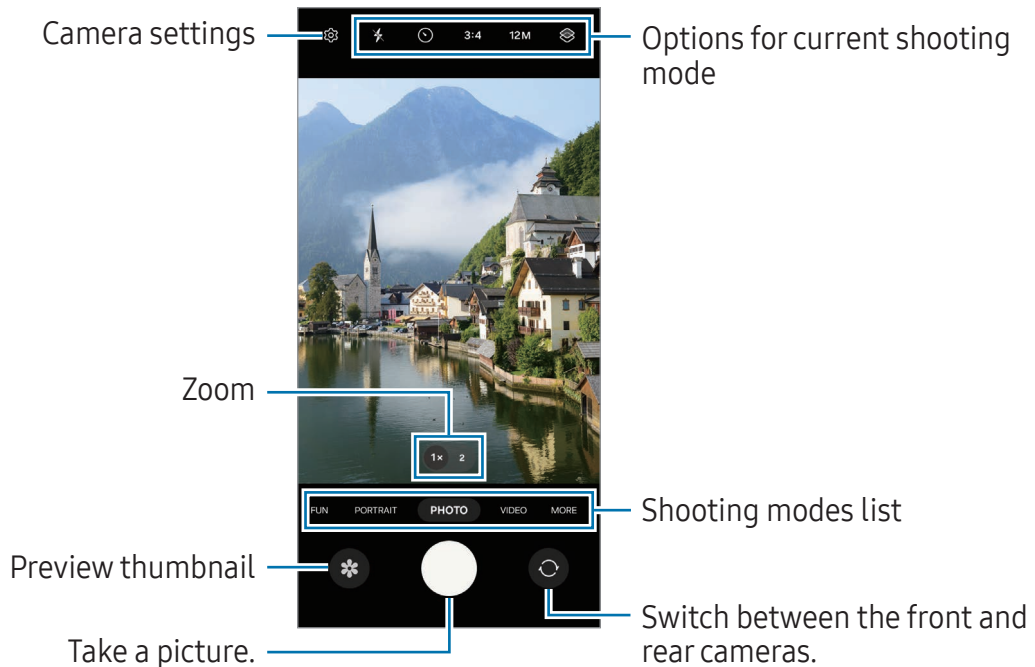 Camera settings
3:4
12M
Options for current shooting
mode
Zoom
1×
2
FUN
PORTRAIT
PHOTO
VIDEO
MORE
Shooting modes list
Preview thumbnail
Switch between the front and
rear cameras.
Take a picture.